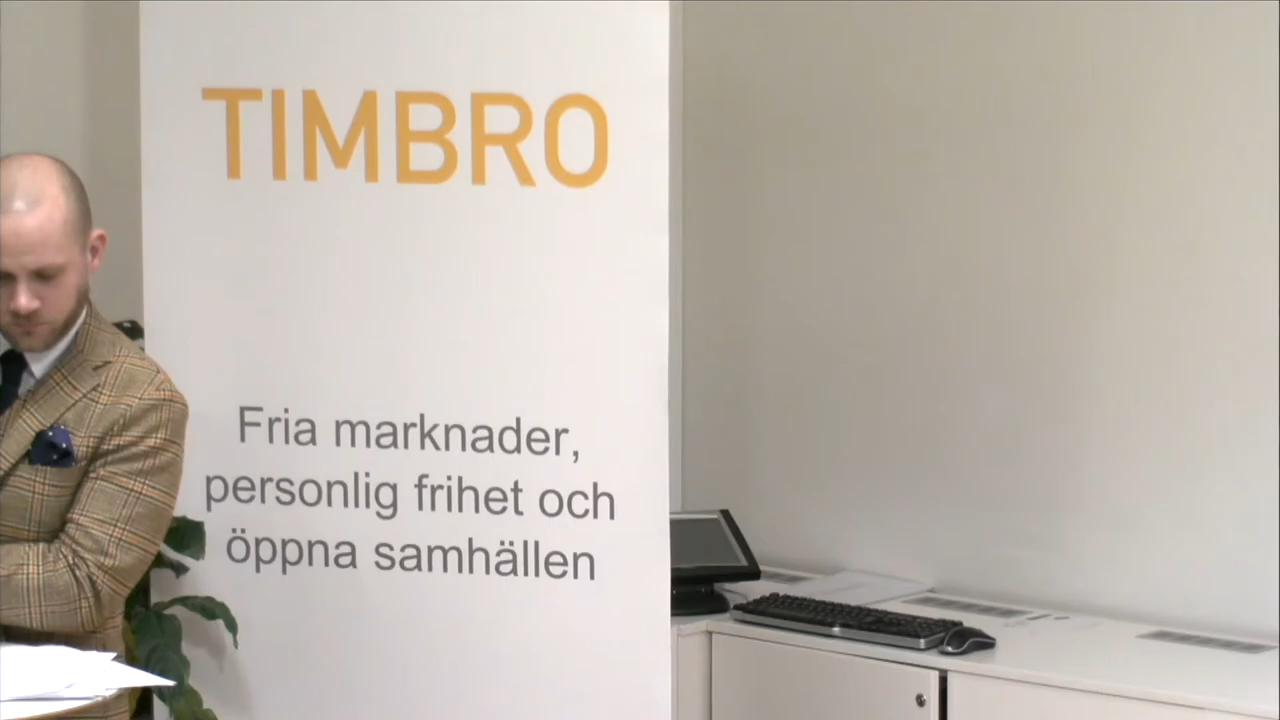 TIMBRO
Fria marknader,
personlig frihet och
öppna samhällen